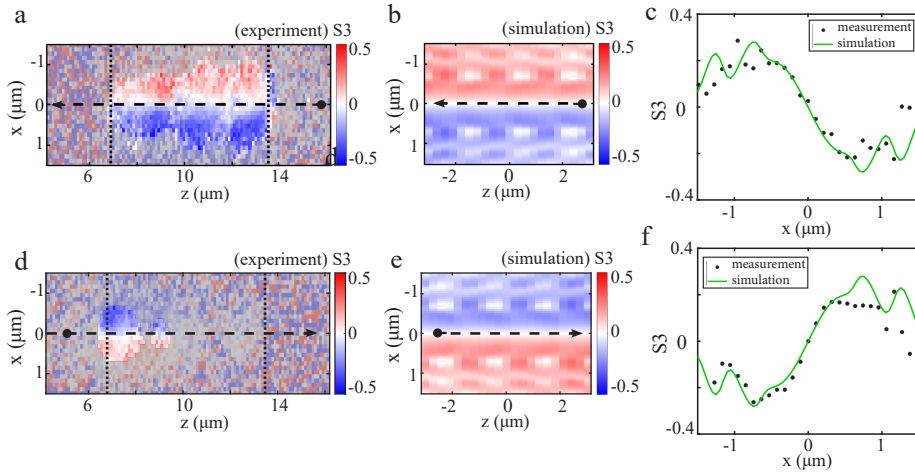 a
(experiment) S3
-1
0
1
x (μm)
6
10
14
z (μm)
0.5
0
-0.5
b
(simulation) S3
-1
0
1
x (μm)
-2
0
2
z (μm)
0.5
0
-0.5
c
measurement
simulation
0.4
0
-0.4
S3
-1
0
1
x (μm)
d
(experiment) S3
-1
0
1
x (μm)
6
10
14
z (μm)
0.5
0
-0.5
e
(simulation) S3
-1
0
1
x (μm)
-2
0
2
z (μm)
0.5
0
-0.5
f
measurement
simulation
0.4
0
-0.4
S3
-1
0
1
x (μm)